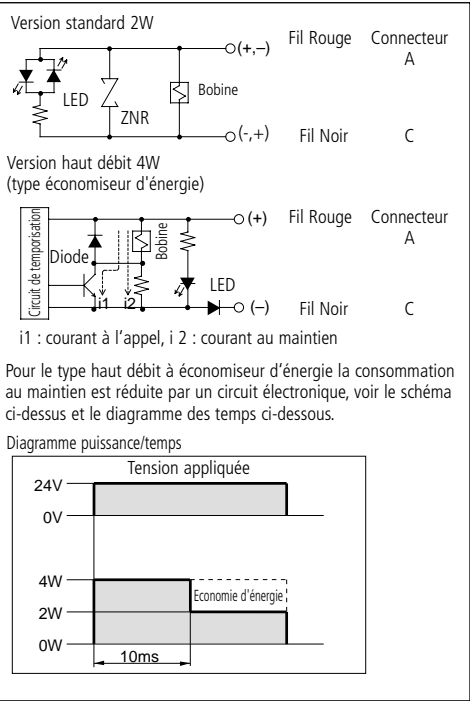 Version standard 2W
(+,–) Fil Rouge Connecteur
A
LED
ZNR
Bobine
(-,+) Fil Noir C
Version haut débit 4W
(type économiseur d'énergie)
Circuit de temporisation
Diode
Bobine
(+) Fil Rouge Connecteur
A
LED
i1 i2
(–) Fil Noir C
i1 : courant à l'appel, i 2 : courant au maintien
Pour le type haut débit à économiseur d'énergie la consommation
au maintien est réduite par un circuit électronique, voir le schéma
ci-dessus et le diagramme des temps ci-dessous.
Diagramme puissance/temps
Tension appliquée
24V
0V
4W
Economie d'énergie
2W
0W
10ms